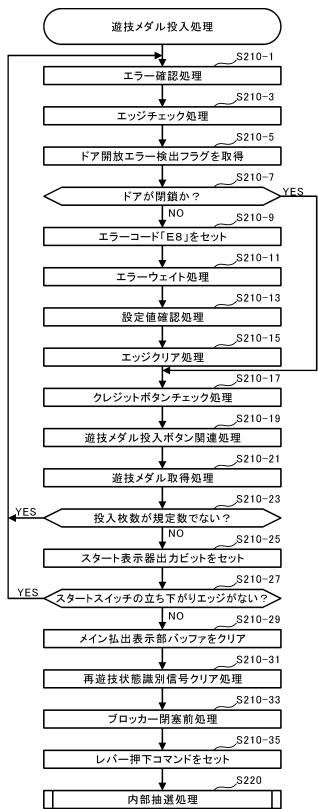 遊技メダル投入処理
S210-1
エラー確認処理
S210-3
エッジチェック処理
S210-5
ドア開放エラー検出フラグを取得
S210-7
ドアが閉鎖か?
YES
NO
S210-9
エラーコード「E8」をセット
S210-11
エラーウェイト処理
S210-13
設定値確認処理
S210-15
エッジクリア処理
S210-17
クレジットボタンチェック処理
S210-19
遊技メダル投入ボタン関連処理
S210-21
遊技メダル取得処理
S210-23
YES
投入枚数が規定数でない?
NO
S210-25
スタート表示器出力ビットをセット
S210-27
YES
スタートスイッチの立ち下がりエッジがない?
NO
S210-29
メイン払出表示部バッファをクリア
S210-31
再遊技状態識別信号クリア処理
S210-33
ブロッカー閉塞前処理
S210-35
レバー押下コマンドをセット
S220
内部抽選処理